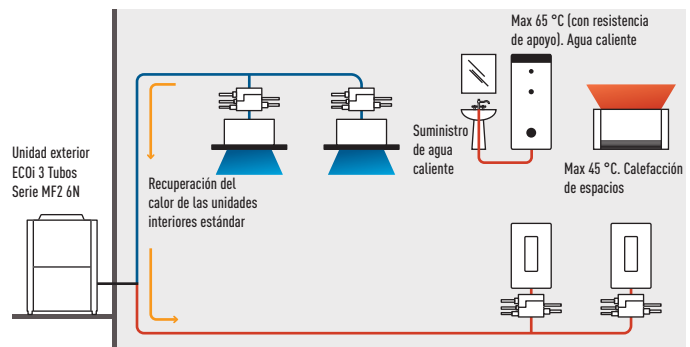 Max 65 °C (con resistencia
de apoyo). Agua caliente
Suministro
de agua
caliente
Unidad exterior
ECOi 3 Tubos
Serie MF2 6N
Recuperación del
calor de las unidades
interiores estándar
Max 45 °C. Calefacción
de espacios